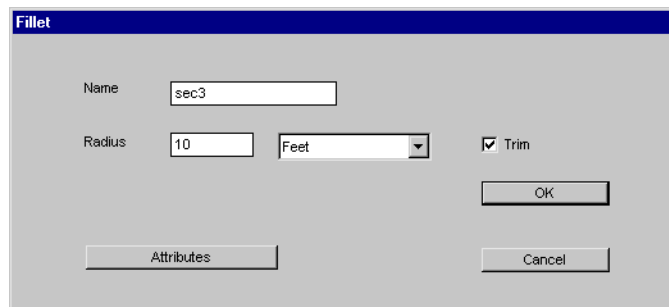 Fillet
Name sec3
Radius 10 Feet Trim
OK
Attributes Cancel